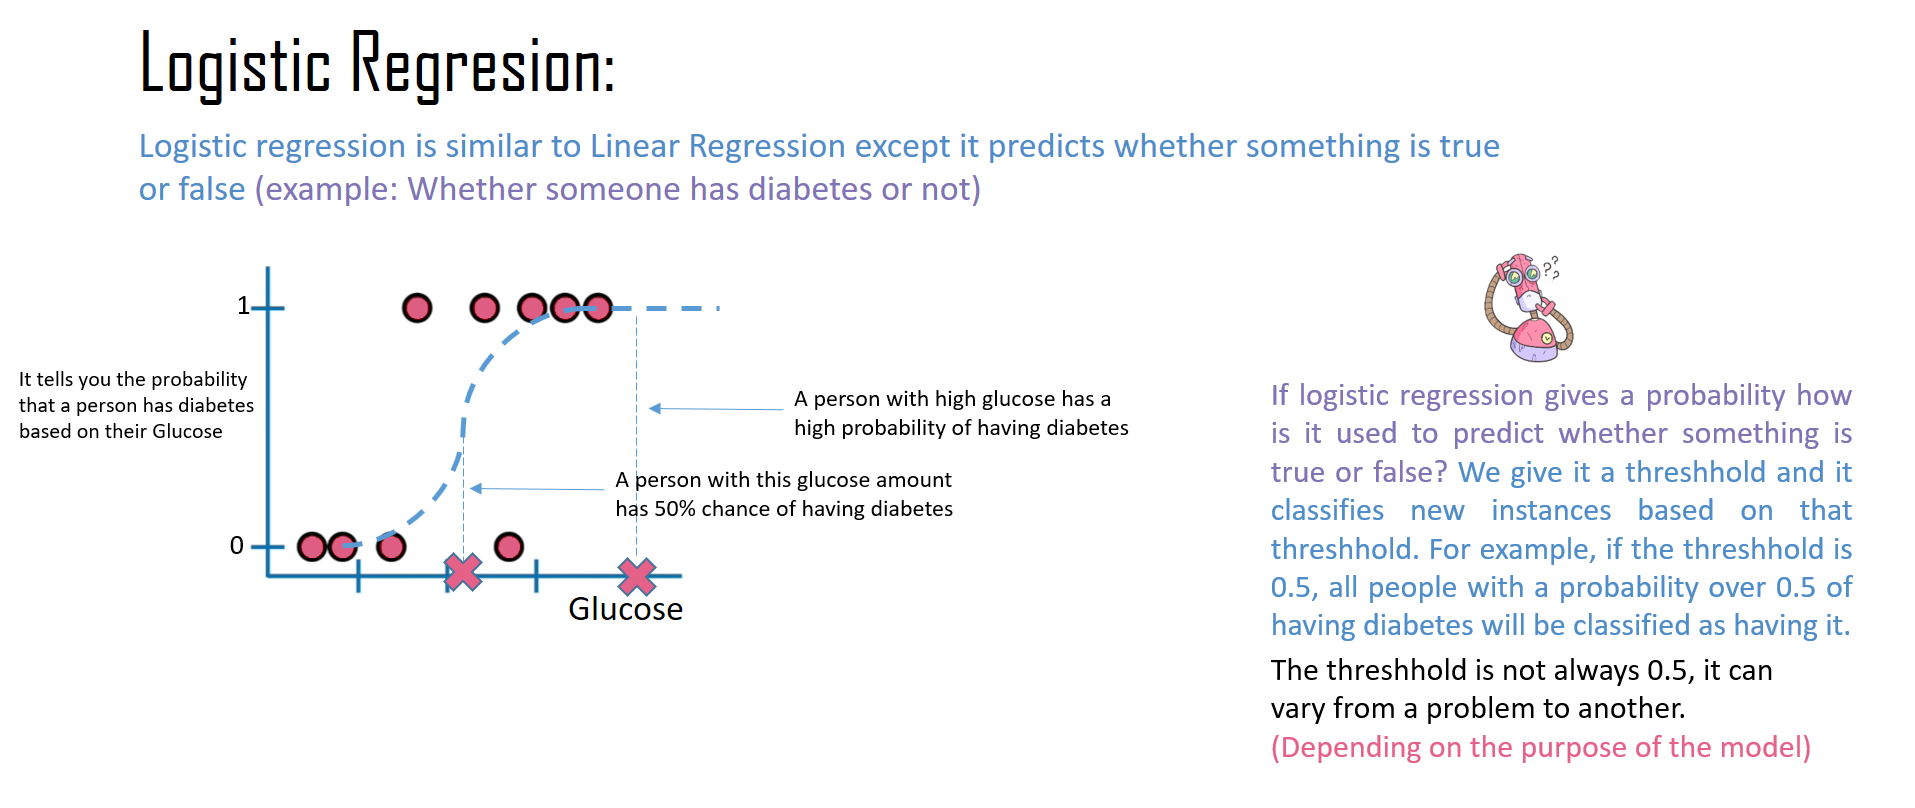 Logistic Regresion:
Logistic regression is similar to Linear Regression except it predicts whether something is true
or false (example: Whether someone has diabetes or not)
1
It tells you the probability
that a person has diabetes
based on their Glucose
A person with high glucose has a
high probability of having diabetes
A person with this glucose amount
has 50% chance of having diabetes
0
Glucose
??
?
If logistic regression gives a probability how
is it used to predict whether something is
true or false? We give it a threshhold and it
classifies new instances based on that
threshhold. For example, if the threshhold is
0.5, all people with a probability over 0.5 of
having diabetes will be classified as having it.
The threshhold is not always 0.5, it can
vary from a problem to another.
(Depending on the purpose of the model)